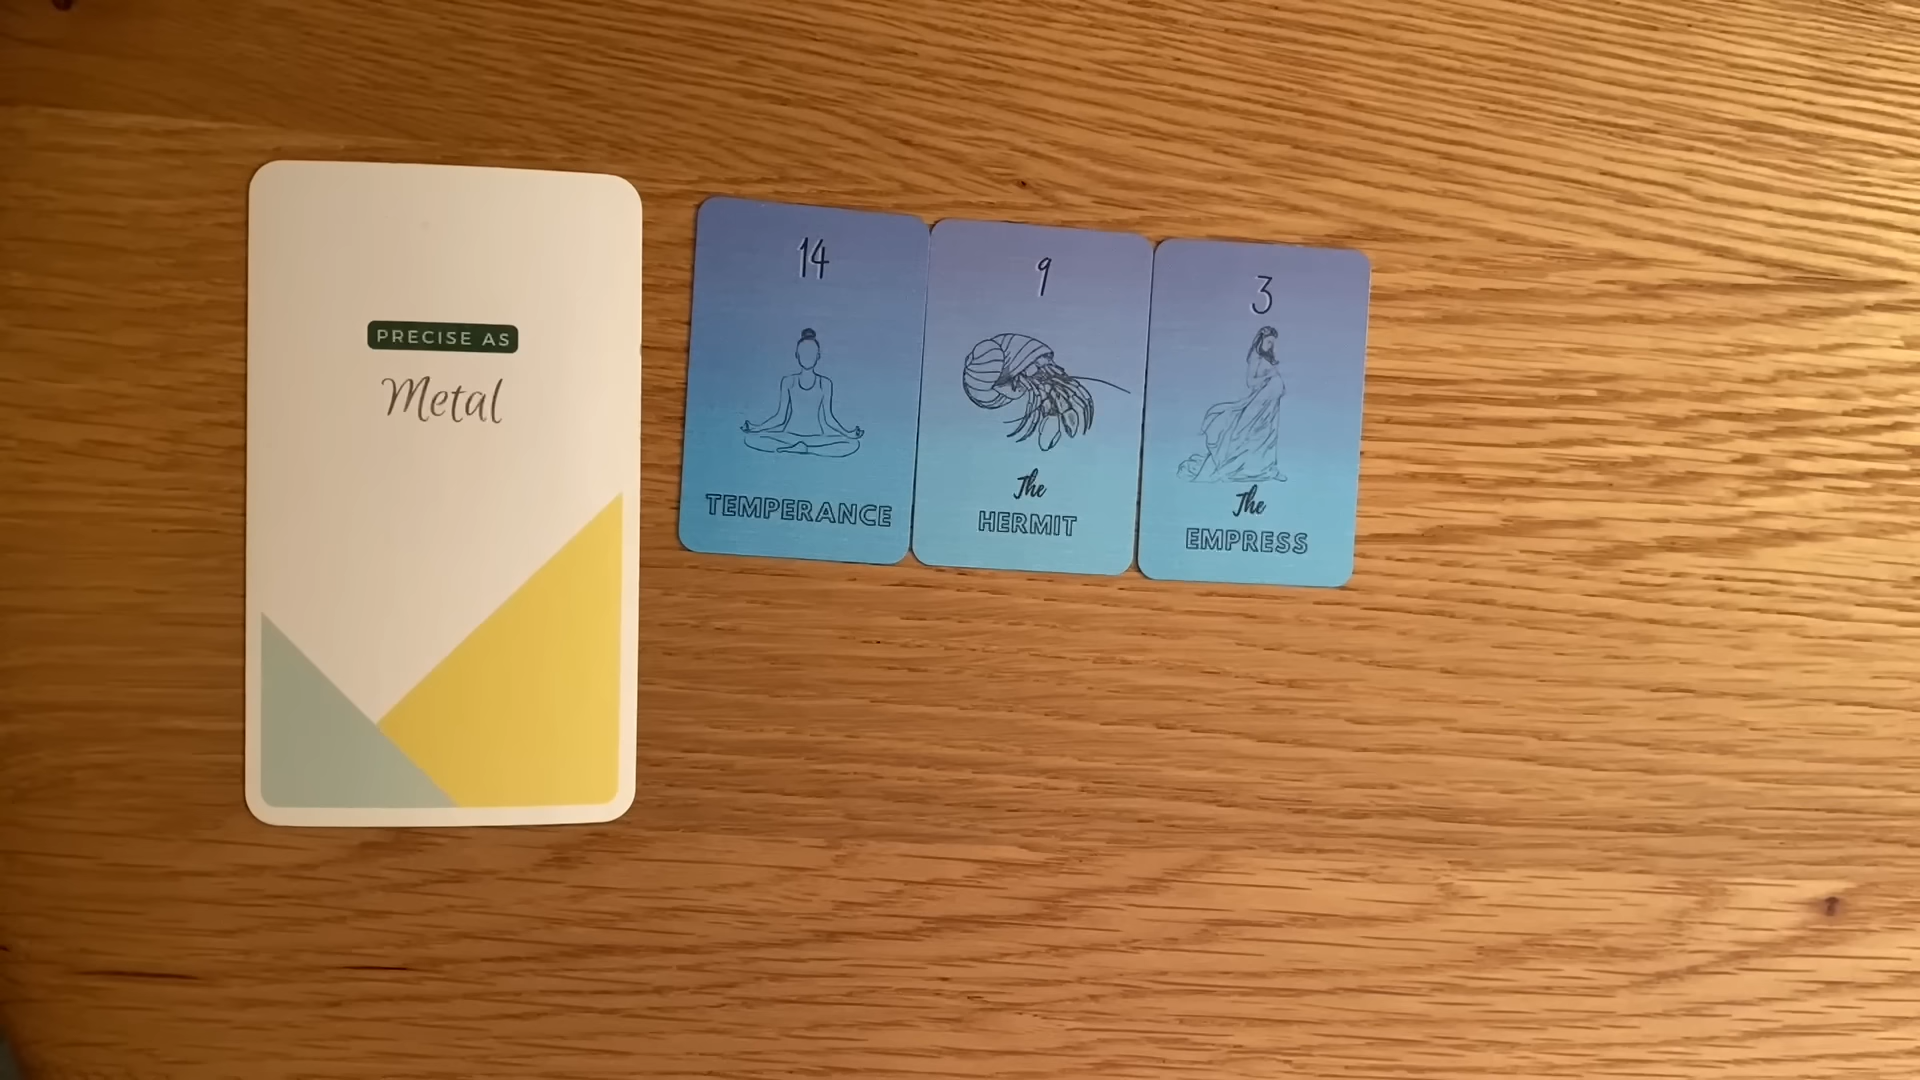 PRECISE AS
Metal
14
TEMPERANCE
9
The
HERMIT
3
The
EMPRESS